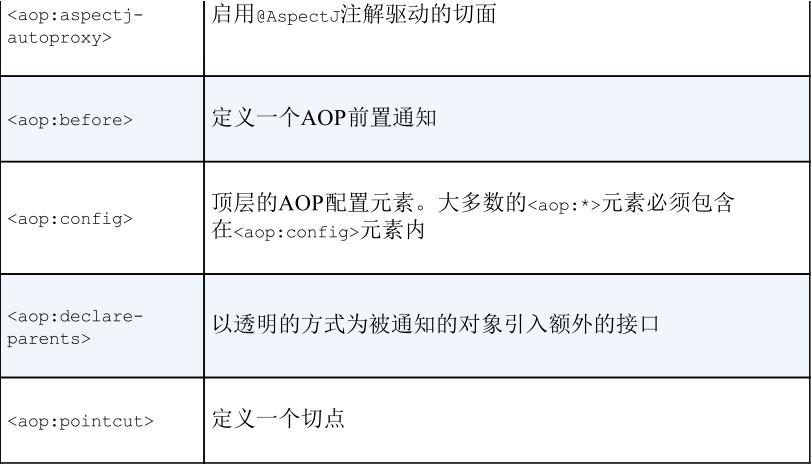 <aop:aspectj-
autoproxy>
启用@AspectJ注解驱动的切面
<aop:before>
定义一个AOP前置通知
<aop:config>
顶层的AOP配置元素。大多数的<aop:*>元素必须包含
在<aop:config>元素内
<aop:declare-
parents>
以透明的方式为被通知的对象引入额外的接口
<aop:pointcut>
定义一个切点